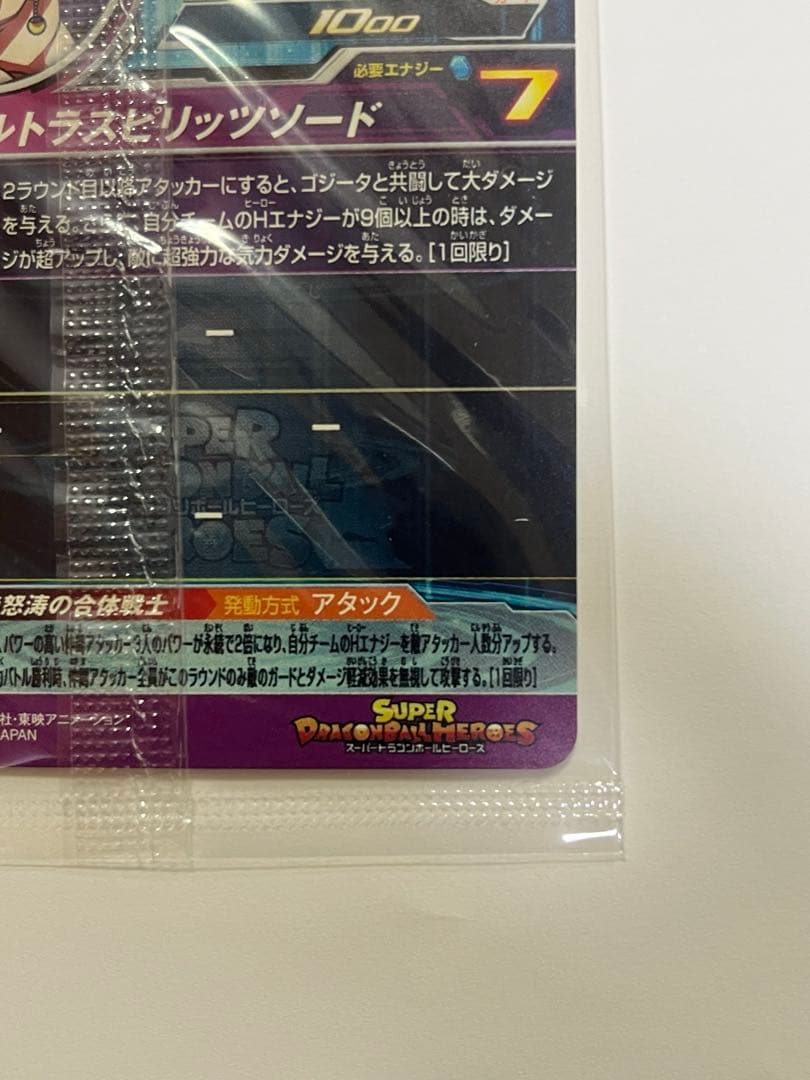 1000
必要エナジー 7
ルトラスピリッツソード
2ラウンド目以降アタッカーにすると、ゴジータと共闘して大ダメージ
を与える。さらに、自分チームのHエナジーが9個以上の時は、ダメー
ジが超アップし、敵に超強力な気力ダメージを与える。[1回限り]
SUPER
DRAGON BALL
HEROES
怒涛の合体戦士 発動方式 アタック
パワーの高い作戦アタッカー3人のパワーが永続で2倍になり、自分チームのHエナジーを敵アタッカー人数分アップする。
バトル勝利時、作戦アタッカー全員がこのラウンドのみ敵のガードとダメージ軽減効果を無視して攻撃する。[1回限り]
社・東映アニメーション
JAPAN
SUPER
DRAGONBALL HEROES
スーパードラゴンボールヒーローズ